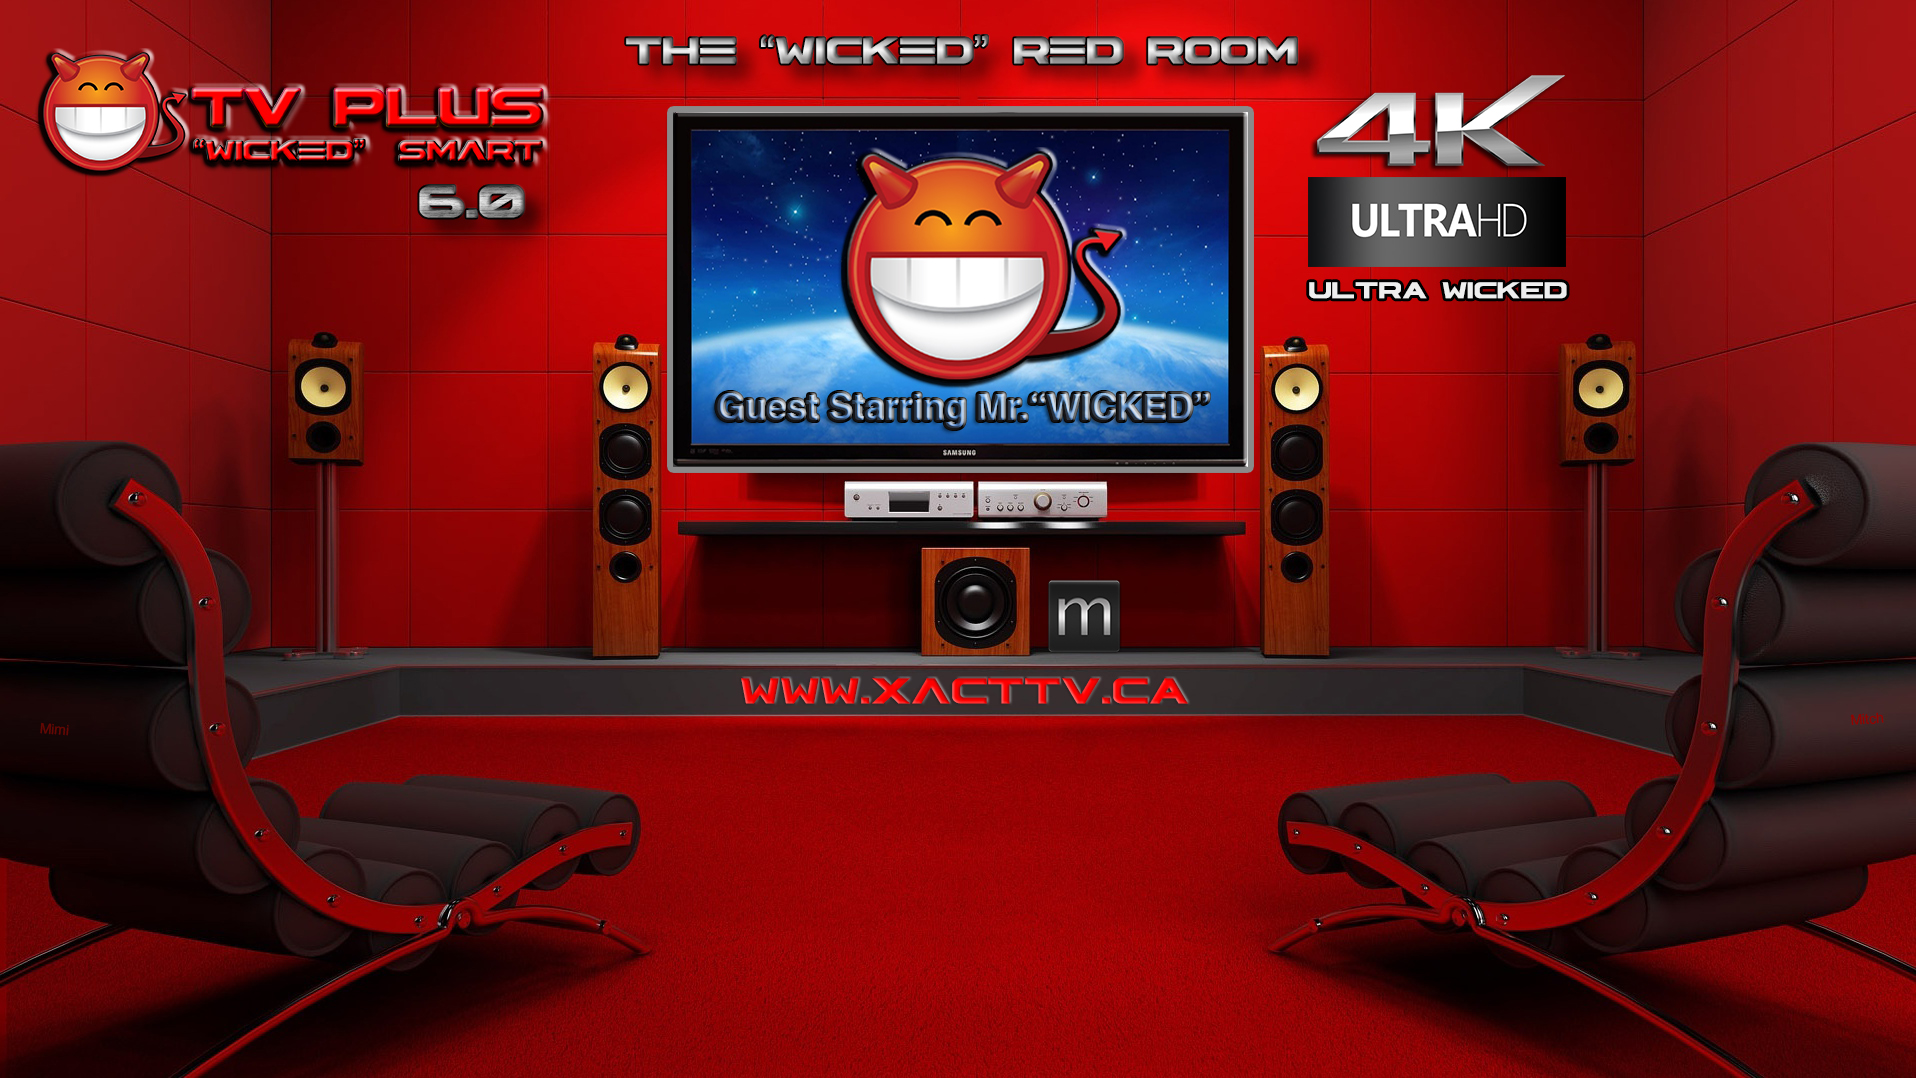 THE “WICKED” RED ROOM
TV PLUS
“WICKED” SMART
6.0
4K
ULTRAHD
ULTRA WICKED
Guest Starring Mr.“WICKED”
SAMSUNG
m
WWW.XACTTV.CA
Mimi